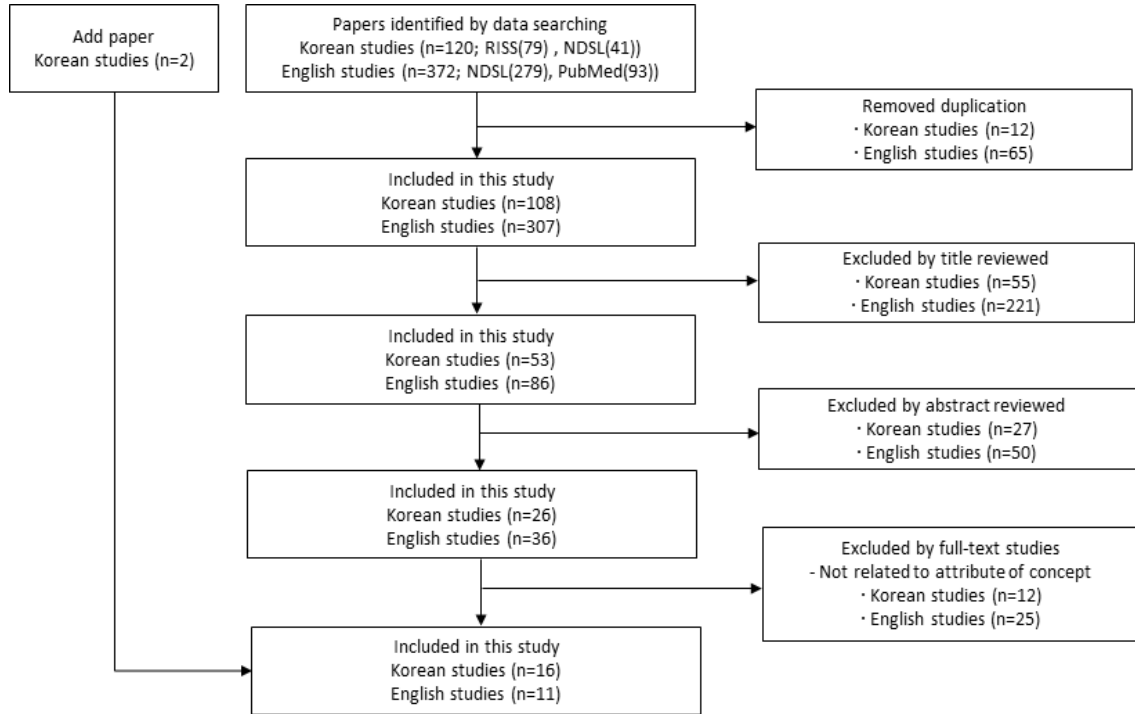 Add paper
Korean studies (n=2)
Papers identified by data searching
Korean studies (n=120; RISS(79) , NDSL(41))
English studies (n=372; NDSL(279), PubMed(93))
Removed duplication
· Korean studies (n=12)
· English studies (n=65)
Included in this study
Korean studies (n=108)
English studies (n=307)
Excluded by title reviewed
· Korean studies (n=55)
· English studies (n=221)
Included in this study
Korean studies (n=53)
English studies (n=86)
Excluded by abstract reviewed
· Korean studies (n=27)
· English studies (n=50)
Included in this study
Korean studies (n=26)
English studies (n=36)
Excluded by full-text studies
- Not related to attribute of concept
· Korean studies (n=12)
· English studies (n=25)
Included in this study
Korean studies (n=16)
English studies (n=11)